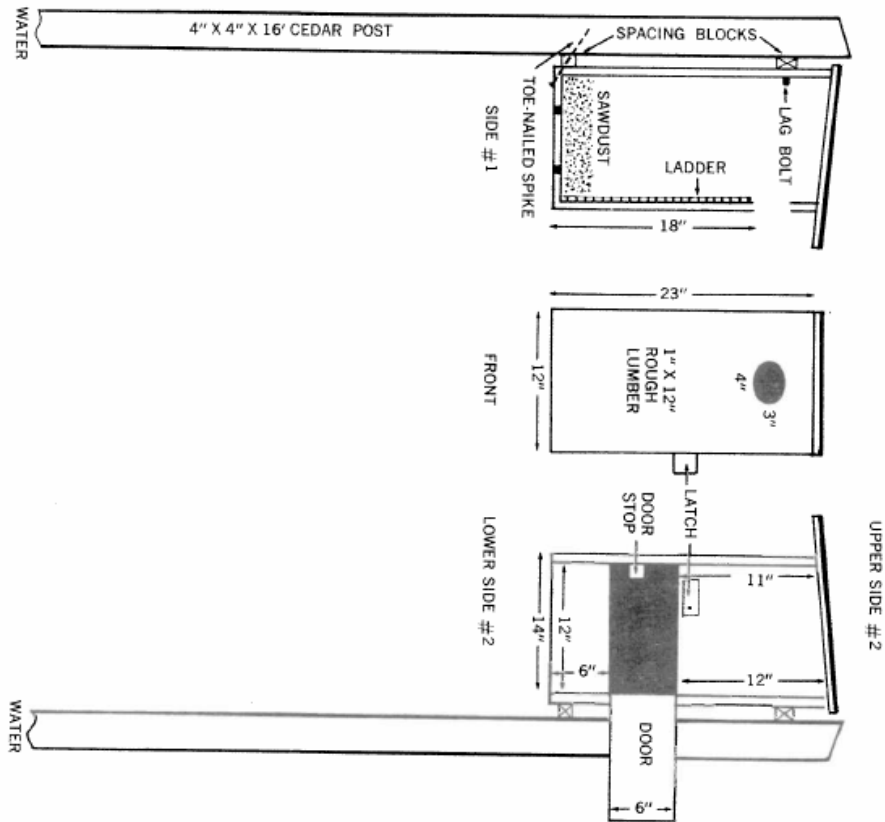 4" X 4" X 16' CEDAR POST
SPACING BLOCKS
WATER
TOE-NAILED SPIKE
SAWDUST
LAG BOLT
LADDER
18"
SIDE #1
23"
12"
1" X 12"
ROUGH
LUMBER
4"
3"
FRONT
LATCH
DOOR
STOP
UPPER SIDE #2
LOWER SIDE #2
11"
12"
14"
12"
6"
DOOR
6"
WATER